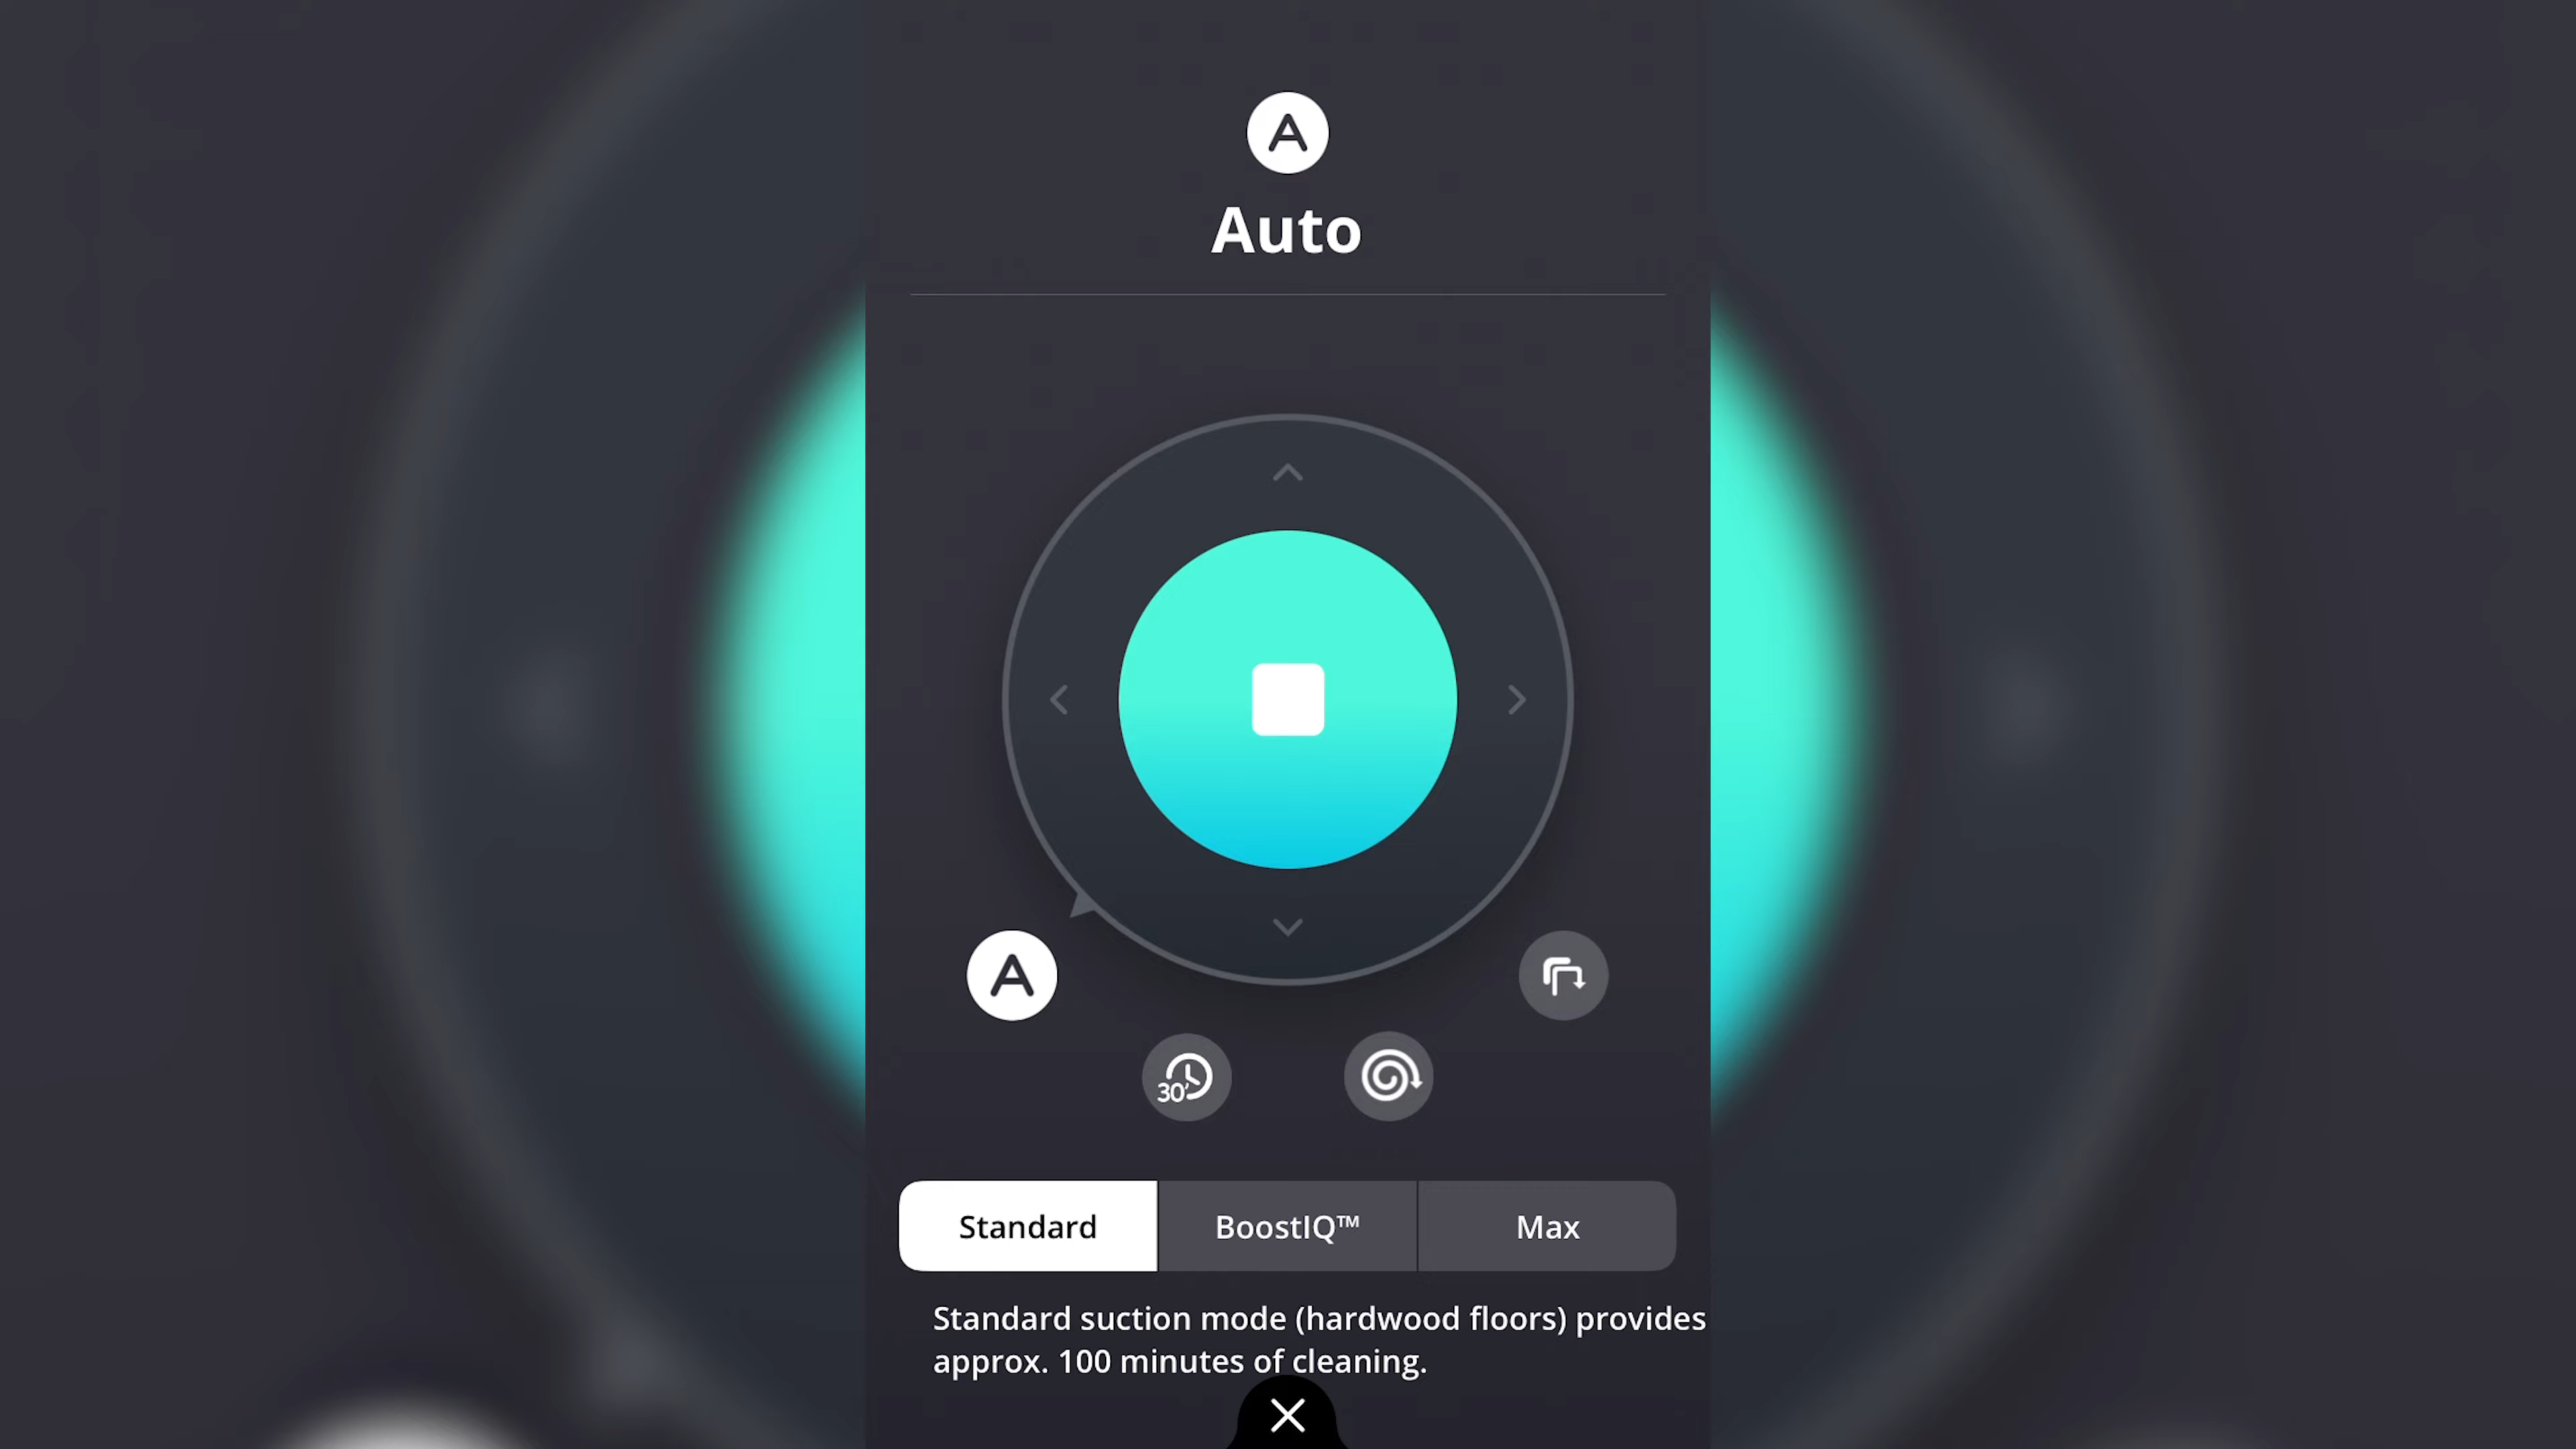 A
Auto
A
30'
Standard
BoostIQ™
Max
Standard suction mode (hardwood floors) provides
approx. 100 minutes of cleaning.